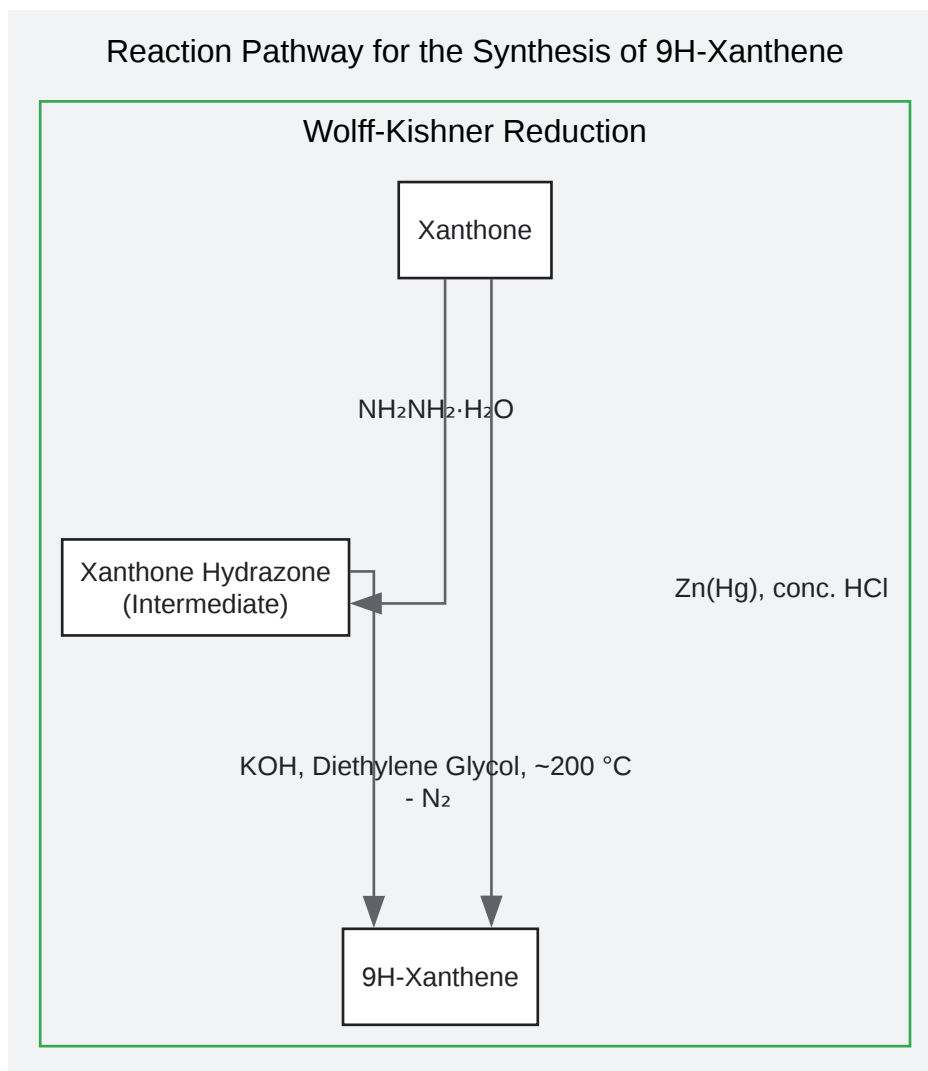 Reaction Pathway for the Synthesis of 9H-Xanthene
Wolff-Kishner Reduction
Xanthone
NH₂NH₂·H₂O
Xanthone Hydrazone
(Intermediate)
Zn(Hg), conc. HCl
KOH, Diethylene Glycol, ~200 °C
- N₂
9H-Xanthene